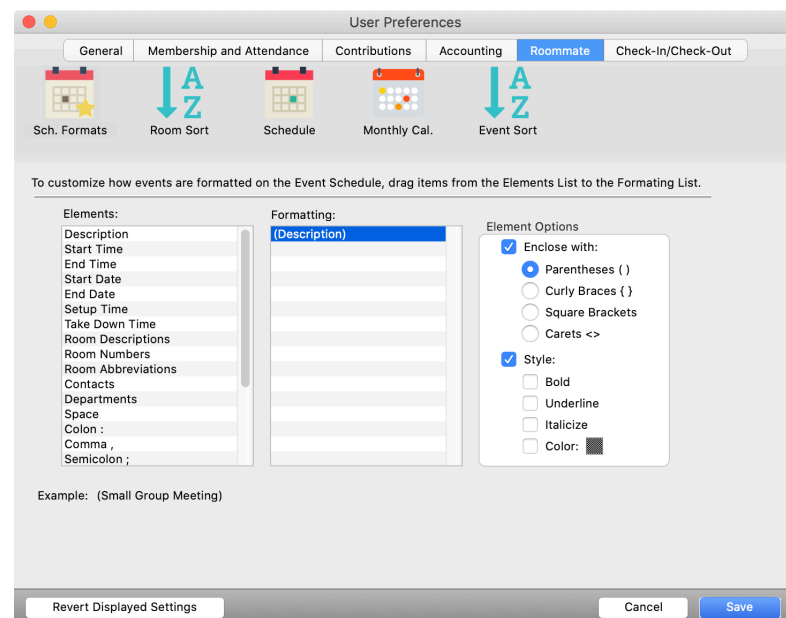 User Preferences
General Membership and Attendance Contributions Accounting Roommate Check-In/Check-Out
A
Z
A
Z
Sch. Formats Room Sort Schedule Monthly Cal. Event Sort
To customize how events are formatted on the Event Schedule, drag items from the Elements List to the Formating List.
Elements:
Description
Start Time
End Time
Start Date
End Date
Setup Time
Take Down Time
Room Descriptions
Room Numbers
Room Abbreviations
Contacts
Departments
Space
Colon :
Comma ,
Semicolon ;
Formatting:
(Description)
Element Options
Enclose with:
Parentheses ( )
Curly Braces { }
Square Brackets
Carets <>
Style:
Bold
Underline
Italicize
Color:
Example: (Small Group Meeting)
Revert Displayed Settings Cancel Save